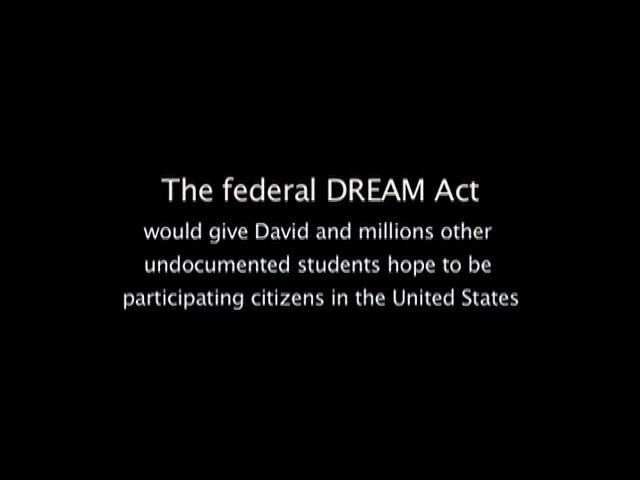 The federal DREAM Act
would give David and millions other
undocumented students hope to be
participating citizens in the United States